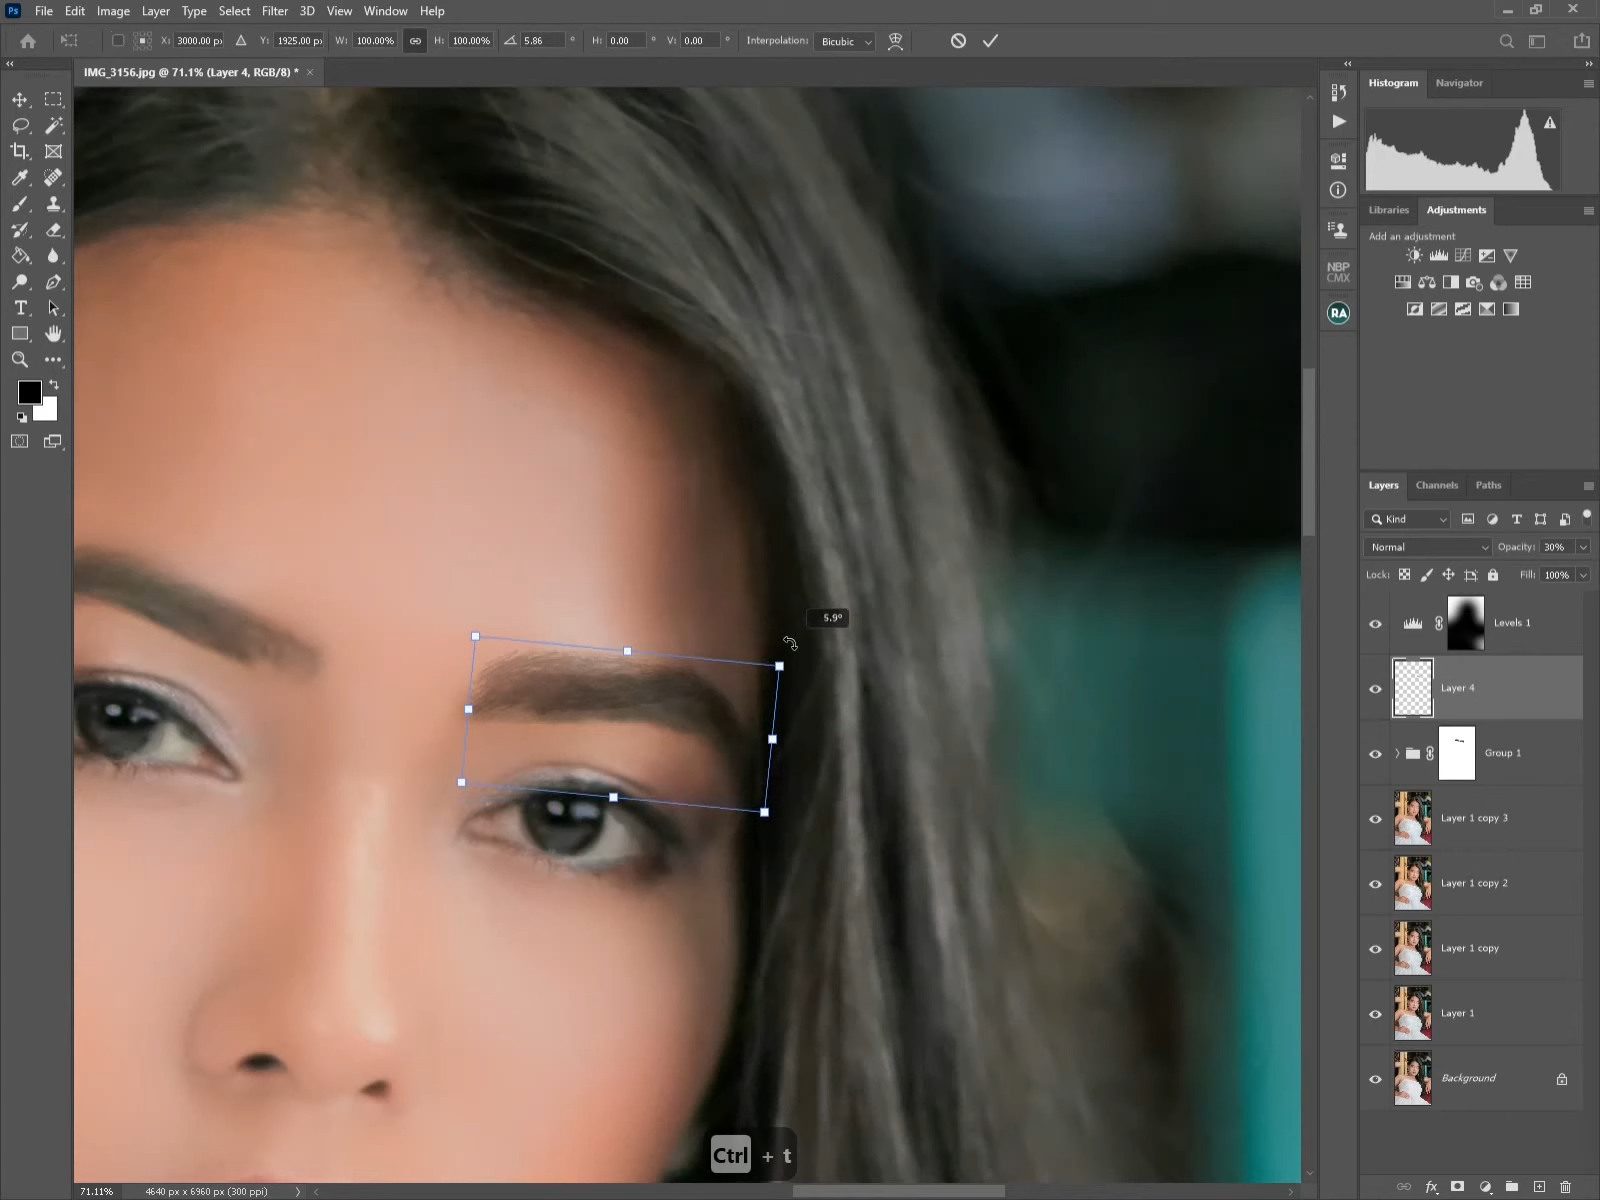 Ps File Edit Image Layer Type Select Filter 3D View Window Help
X: 3000.00 px Y: 1925.00 px W: 100.00% H: 100.00% 5.86 ° H: 0.00 ° V: 0.00 ° Interpolation: Bicubic
IMG_3156.jpg @ 71.1% (Layer 4, RGB/8) * ×
Histogram Navigator
Libraries Adjustments
Add an adjustment
NBP
CMX
RA
Layers Channels Paths
Kind
Normal Opacity: 30%
Lock: Fill: 100%
Levels 1
5.9°
Layer 4
Group 1
Layer 1 copy 3
Layer 1 copy 2
Layer 1 copy
Layer 1
Background
Ctrl + t
71.11% 4640 px x 6960 px (300 ppi)